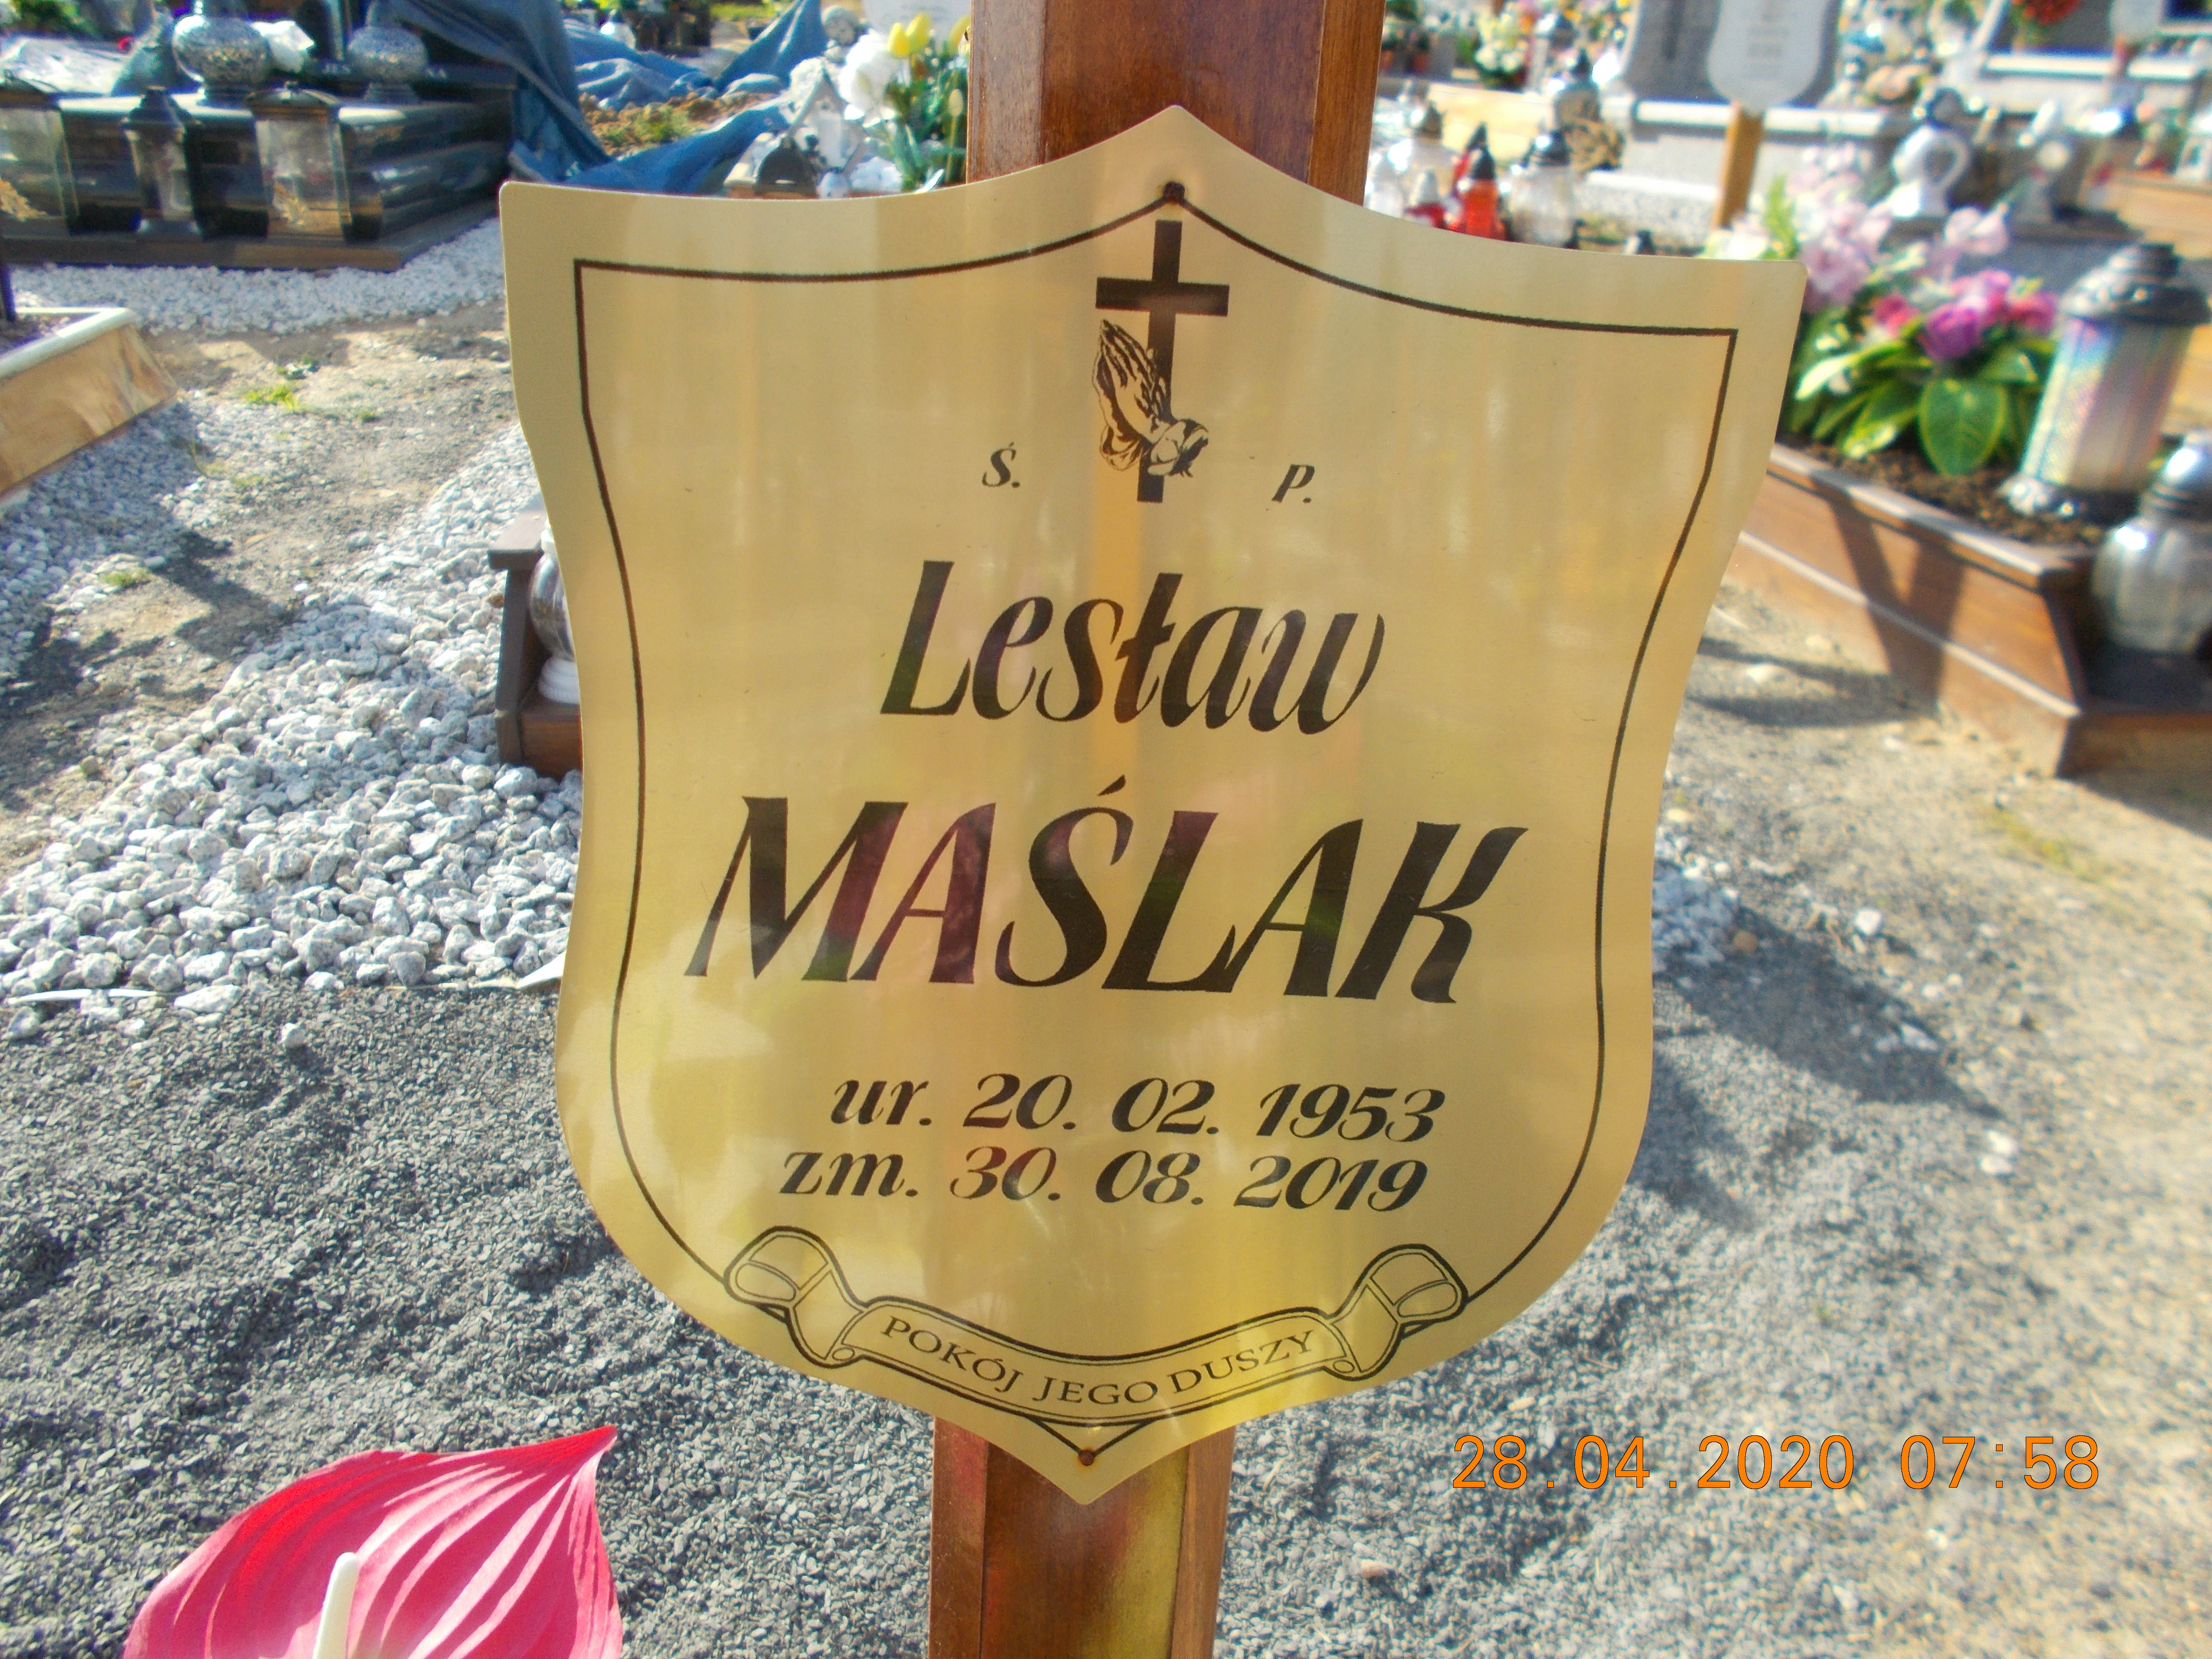 Ś. P.
Lesław
MAŚLAK
ur. 20. 02. 1953
zm. 30. 08. 2019
POKÓJ JEGO DUSZY
28.04.2020 07:58